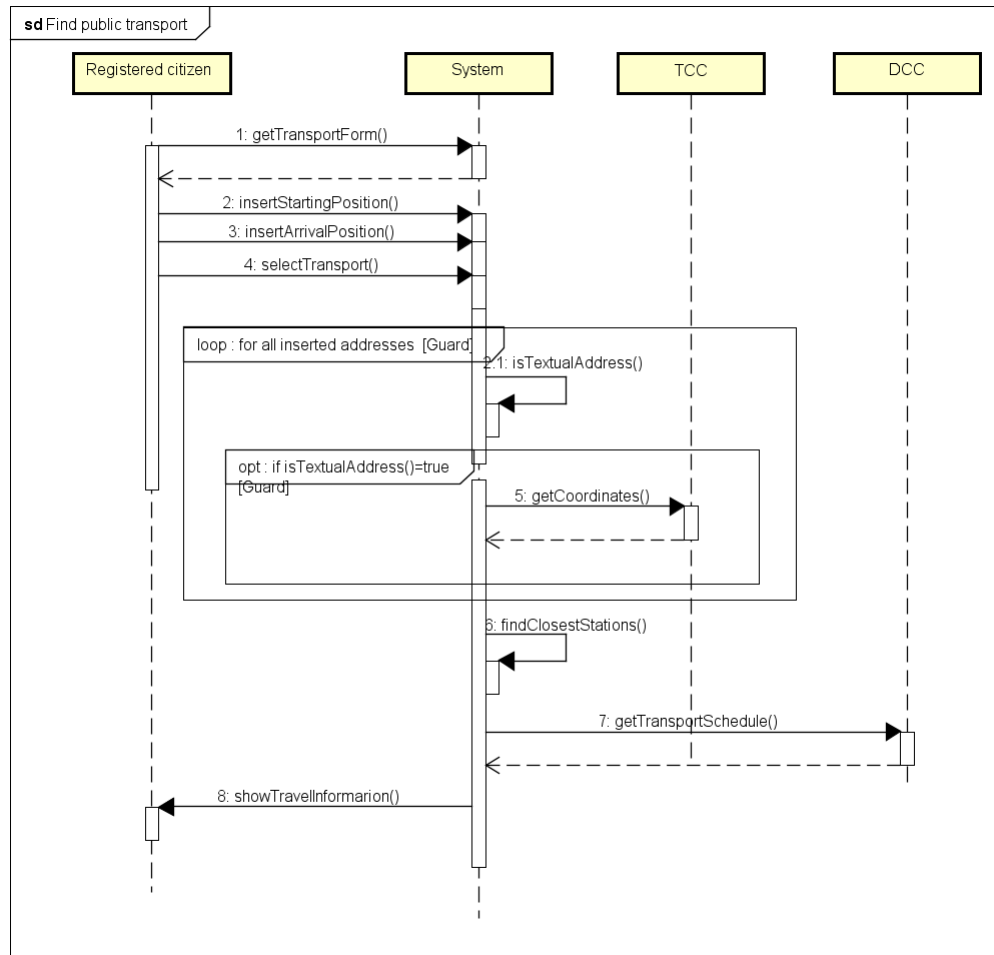 sd Find public transport
Registered citizen
System
TCC
DCC
1: getTransportForm()
2: insertStartingPosition()
3: insertArrivalPosition()
4: selectTransport()
loop : for all inserted addresses [Guard]
2.1: isTextualAddress()
opt : if isTextualAddress()=true
[Guard]
5: getCoordinates()
6: findClosestStations()
7: getTransportSchedule()
8: showTravelInformarion()